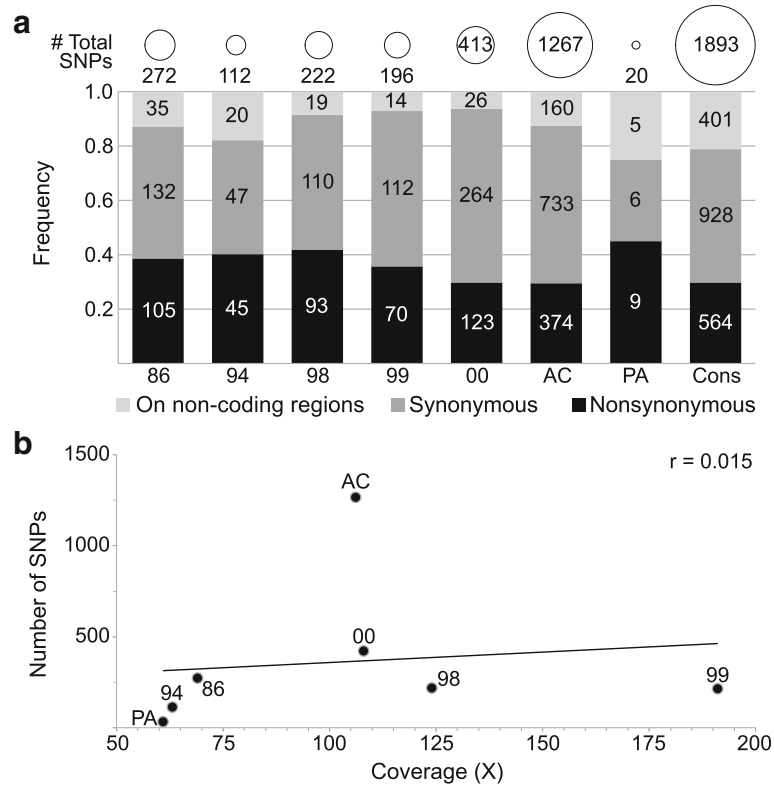 a
# Total SNPs
413 1267 1893
272 112 222 196 20
1.0
35 20 19 14 26 160 5 401
0.8
132 47 110 112 264 733 6 928
0.6
Frequency
0.4
105 45 93 70 123 374 9 564
0.2
86 94 98 99 00 AC PA Cons
On non-coding regions Synonymous Nonsynonymous
b
1500
r = 0.015
AC
1000
Number of SNPs
500
00
94 86 98 99
PA
50 75 100 125 150 175 200
Coverage (X)